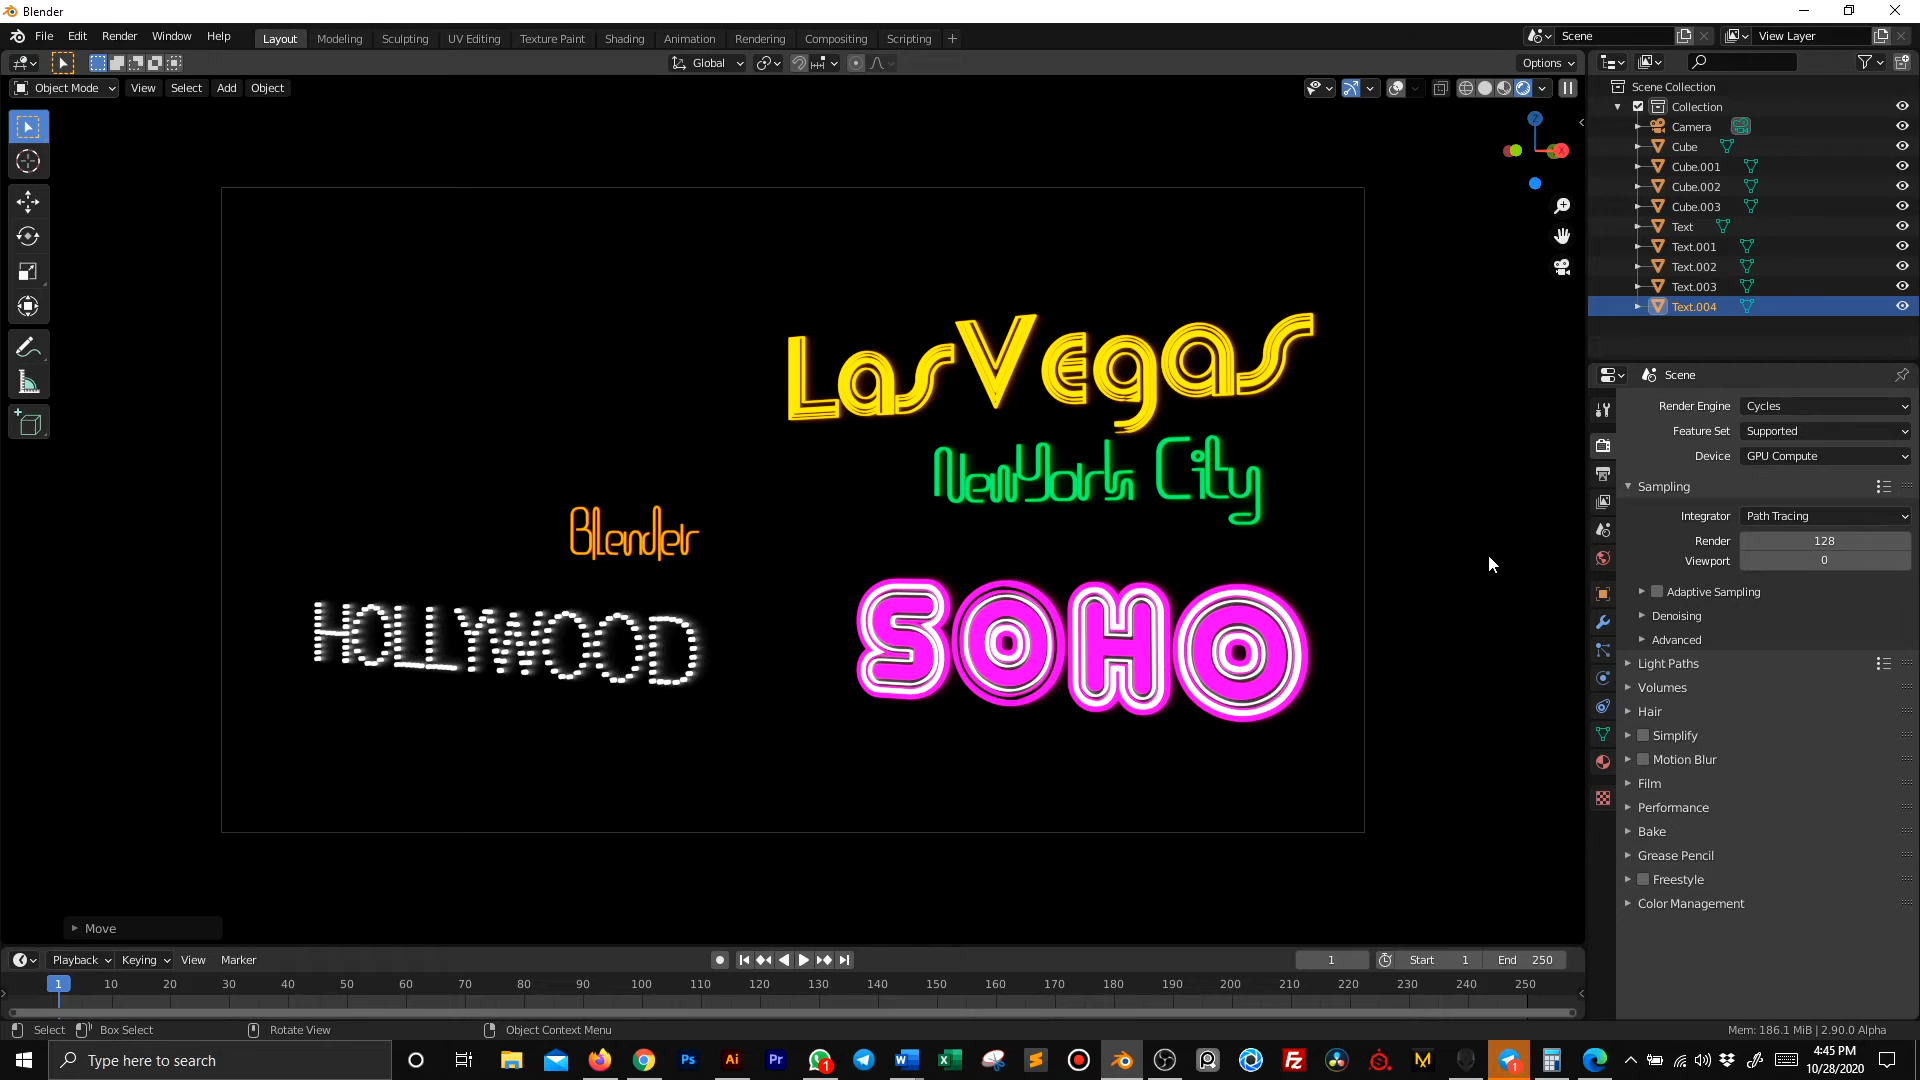 Blender
File Edit Render Window Help
Layout Modeling Sculpting UV Editing Texture Paint Shading Animation Rendering Compositing Scripting +
Scene
View Layer
Global
Options
Object Mode View Select Add Object
Scene Collection
Collection
Camera
Cube
Cube.001
Cube.002
Cube.003
Text
Text.001
Text.002
Text.003
Text.004
Z
X
Las Vegas
NewYork City
Blender
HOLLYWOOD
SOHO
Scene
Render Engine Cycles
Feature Set Supported
Device GPU Compute
Sampling
Integrator Path Tracing
Render 128
Viewport 0
Adaptive Sampling
Denoising
Advanced
Light Paths
Volumes
Hair
Simplify
Motion Blur
Film
Performance
Bake
Grease Pencil
Freestyle
Color Management
Move
Playback Keying View Marker
1 Start 1 End 250
1 10 20 30 40 50 60 70 80 90 100 110 120 130 140 150 160 170 180 190 200 210 220 230 240 250
Select Box Select Rotate View Object Context Menu
Mem: 186.1 MiB | 2.90.0 Alpha
Type here to search
Ps Ai Pr 1 W X FZ M 1
4:45 PM
10/28/2020